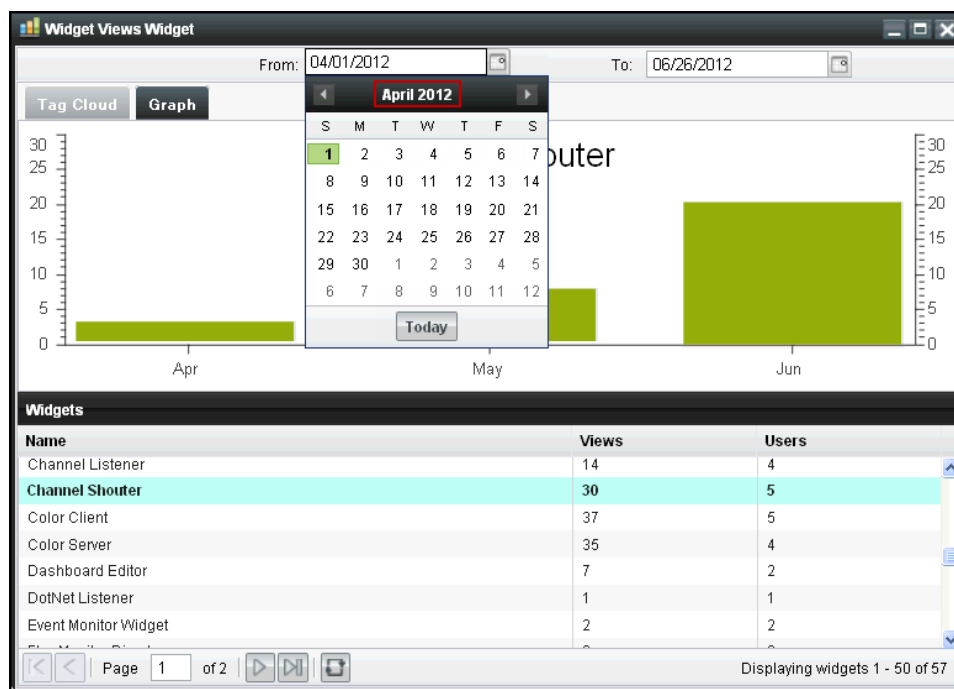 Widget Views Widget
From: 04/01/2012 To: 06/26/2012
Tag Cloud Graph
April 2012
S M T W T F S
1 2 3 4 5 6 7
8 9 10 11 12 13 14
15 16 17 18 19 20 21
22 23 24 25 26 27 28
29 30 1 2 3 4 5
6 7 8 9 10 11 12
Today
outer
30 30
25 25
20 20
15 15
10 10
5 5
0 0
Apr May Jun
Widgets
Name Views Users
Channel Listener 14 4
Channel Shouter 30 5
Color Client 37 5
Color Server 35 4
Dashboard Editor 7 2
DotNet Listener 1 1
Event Monitor Widget 2 2
Page 1 of 2 Displaying widgets 1 - 50 of 57